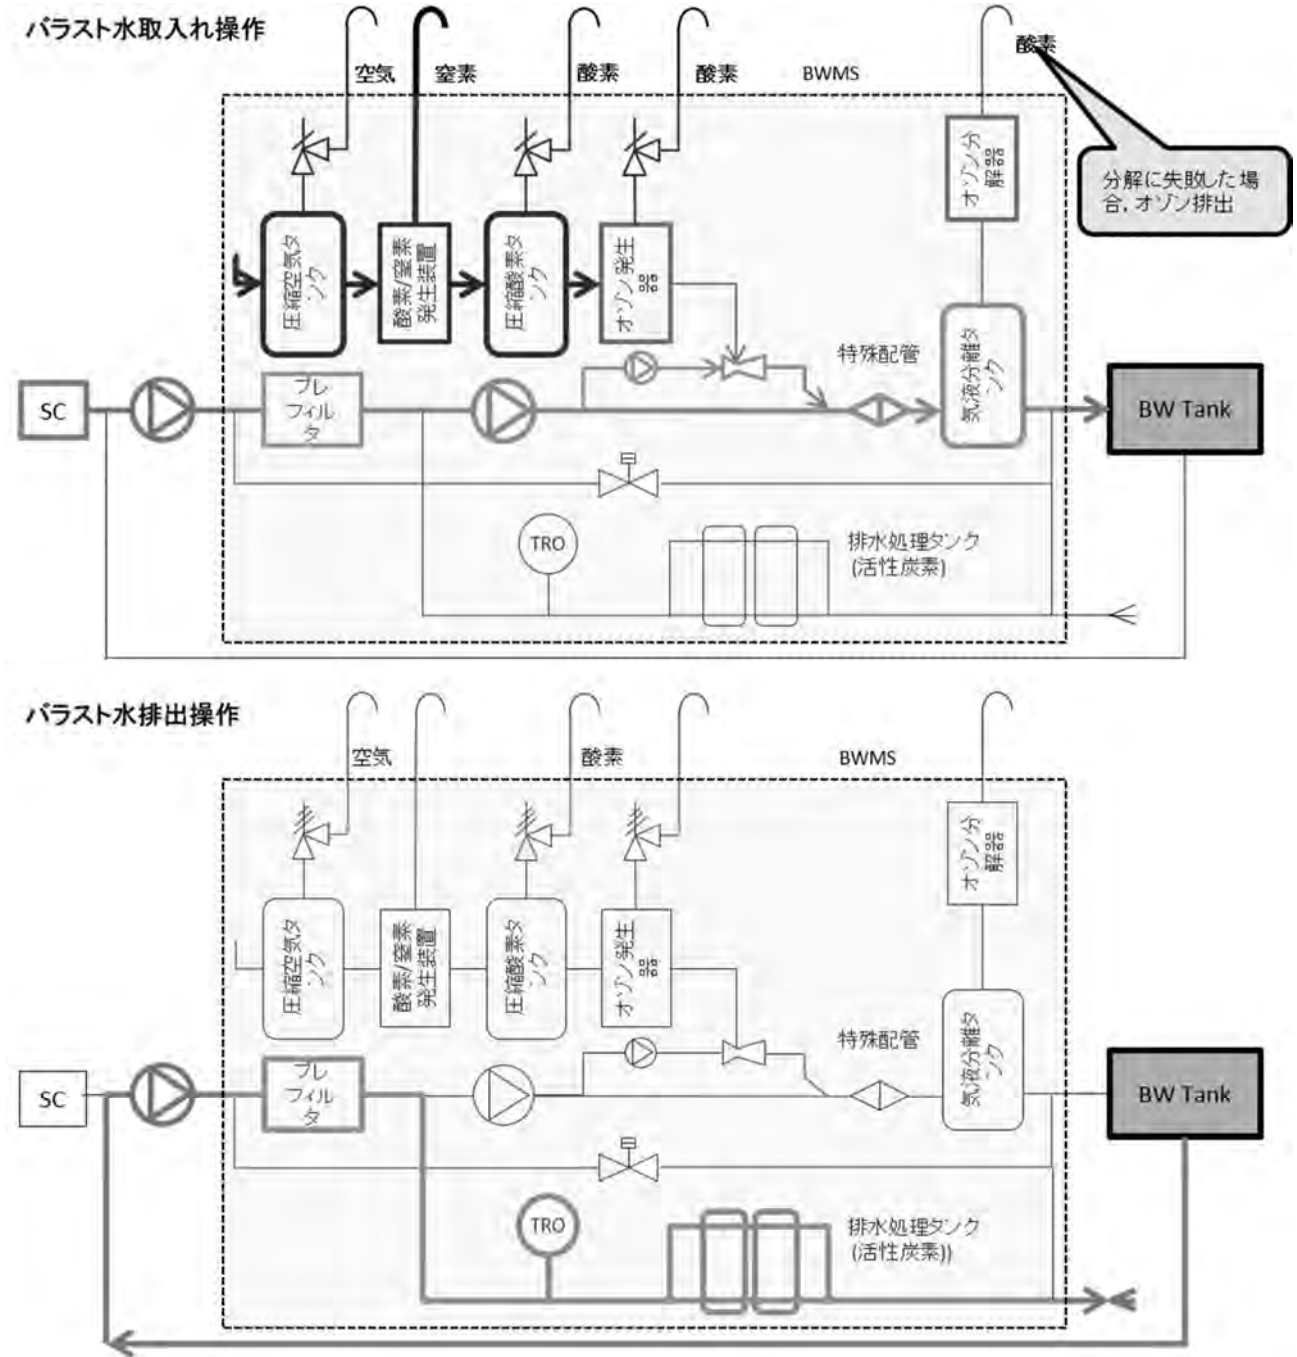 バラスト水取入れ操作
空気
窒素
酸素
酸素
BWMS
酸素
分解に失敗した場
合，オゾン排出
圧縮空気タ
ンク
酸素/窒素
発生装置
圧縮酸素タ
ンク
オゾン発生
器
オゾン分
解器
SC
プレ
フィル
タ
特殊配管
気液分離タ
ンク
BW Tank
TRO
排水処理タンク
(活性炭素)
バラスト水排出操作
空気
酸素
BWMS
圧縮空気タ
ンク
酸素/窒素
発生装置
圧縮酸素タ
ンク
オゾン発生
器
オゾン分
解器
SC
プレ
フィル
タ
特殊配管
気液分離タ
ンク
BW Tank
TRO
排水処理タンク
(活性炭素))